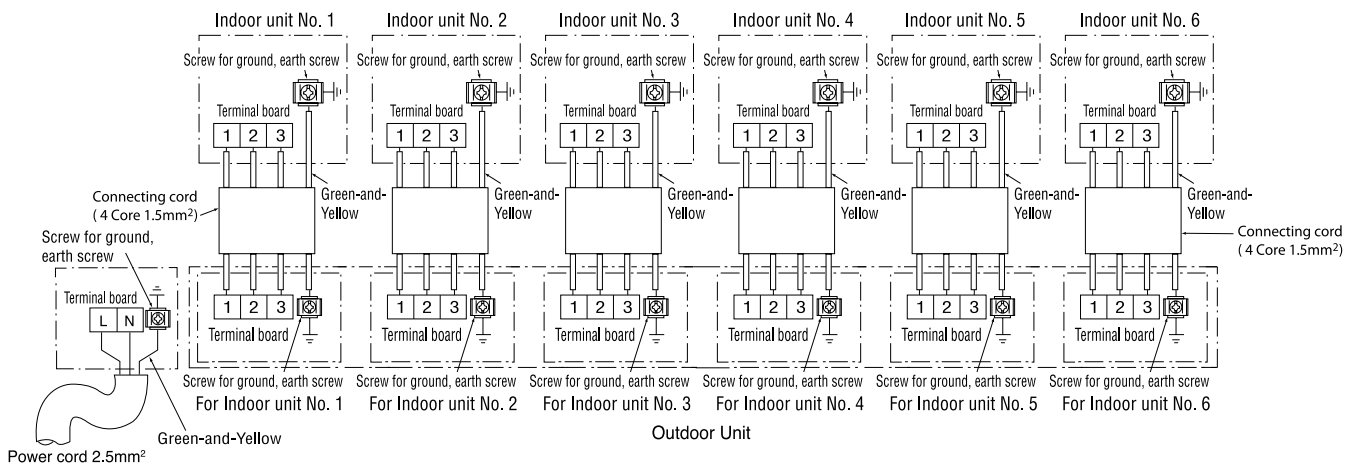 Indoor unit No. 1 Indoor unit No. 2 Indoor unit No. 3 Indoor unit No. 4 Indoor unit No. 5 Indoor unit No. 6
Screw for ground, earth screw Screw for ground, earth screw Screw for ground, earth screw Screw for ground, earth screw Screw for ground, earth screw Screw for ground, earth screw
Terminal board Terminal board Terminal board Terminal board Terminal board Terminal board
1 2 3 1 2 3 1 2 3 1 2 3 1 2 3 1 2 3
Connecting cord
( 4 Core 1.5mm²)
Green-and-
Yellow
Green-and-
Yellow
Green-and-
Yellow
Green-and-
Yellow
Green-and-
Yellow
Green-and-
Yellow
Connecting cord
( 4 Core 1.5mm²)
Screw for ground,
earth screw
Terminal board
L N
1 2 3 1 2 3 1 2 3 1 2 3 1 2 3 1 2 3
Terminal board Terminal board Terminal board Terminal board Terminal board Terminal board
Screw for ground, earth screw Screw for ground, earth screw Screw for ground, earth screw Screw for ground, earth screw Screw for ground, earth screw Screw for ground, earth screw
For Indoor unit No. 1 For Indoor unit No. 2 For Indoor unit No. 3 For Indoor unit No. 4 For Indoor unit No. 5 For Indoor unit No. 6
Outdoor Unit
Green-and-Yellow
Power cord 2.5mm²